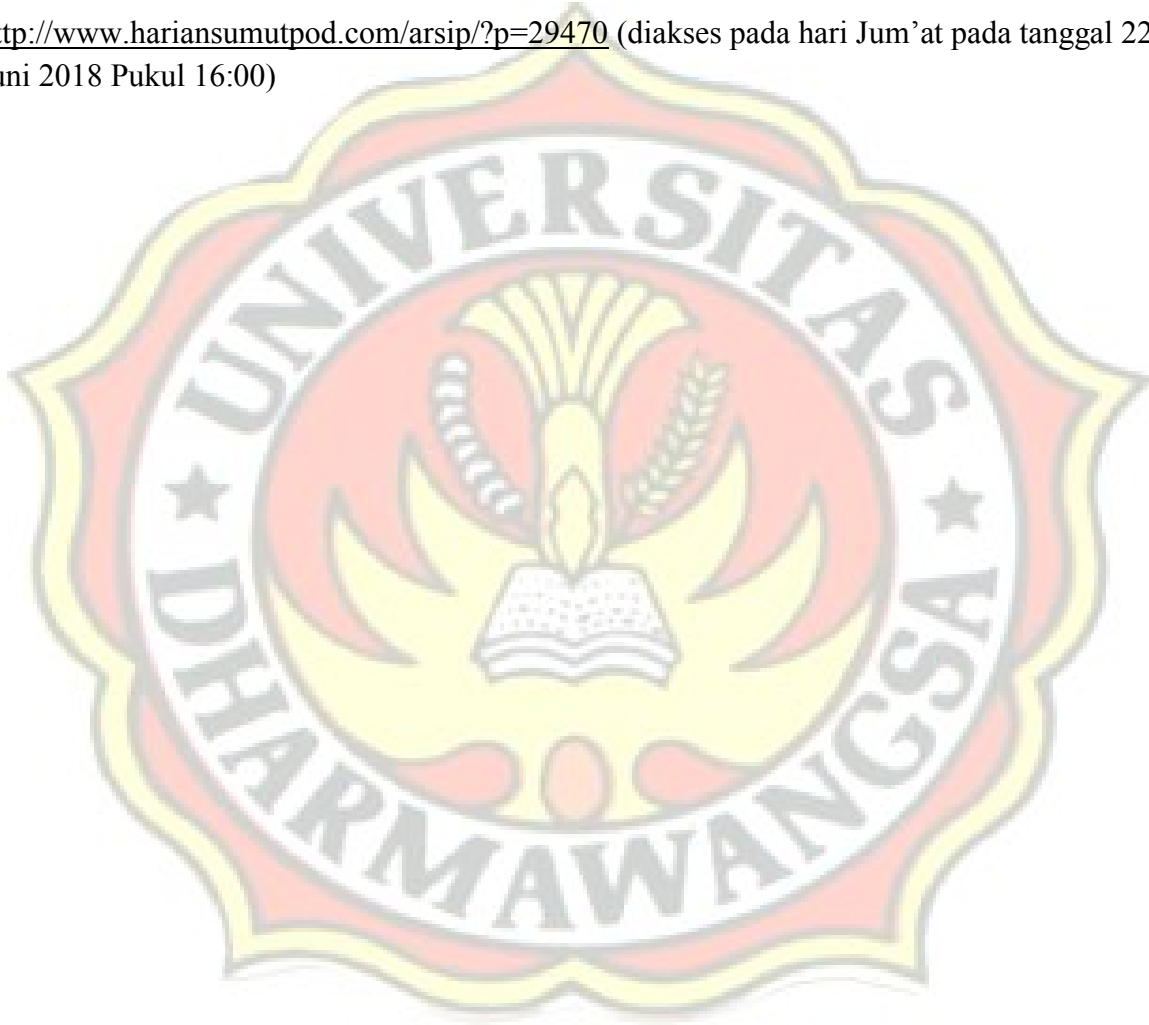 ttp://www.hariansumutpod.com/arsip/?p=29470 (diakses pada hari Jum’at pada tanggal 22
uni 2018 Pukul 16:00)
UNIVERSITAS
DHARMAWANGSA